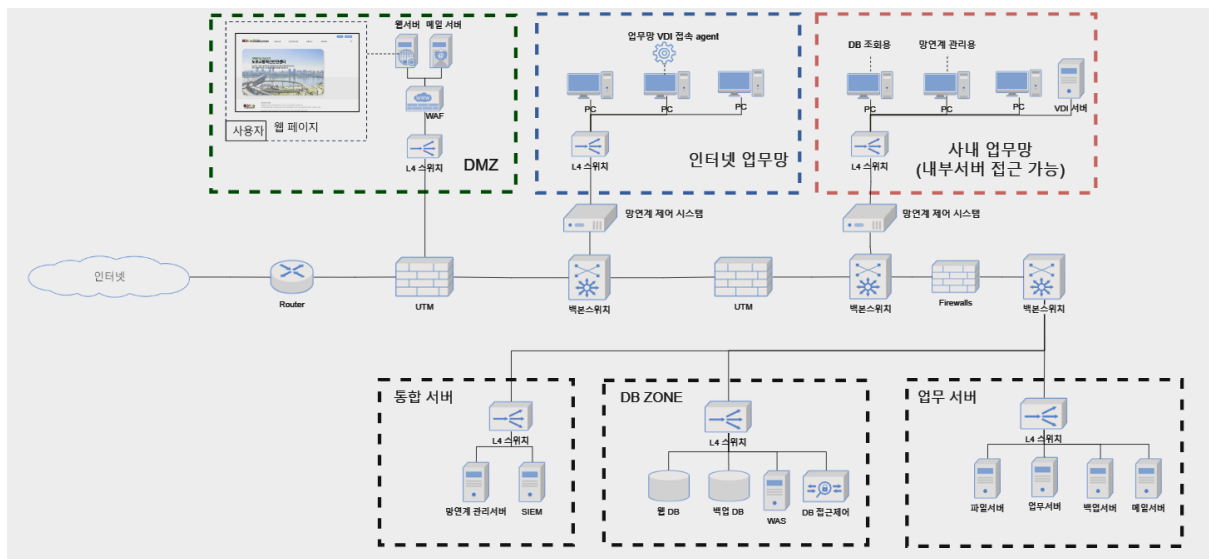 웹서버
메일 서버
WAF
L4 스위치
DMZ
사용자
웹 페이지
업무망 VDI 접속 agent
PC
PC
PC
L4 스위치
인터넷 업무망
DB 조회용
망연계 관리용
PC
PC
PC
VDI 서버
L4 스위치
사내 업무망
(내부서버 접근 가능)
망연계 제어 시스템
망연계 제어 시스템
인터넷
Router
UTM
백본스위치
UTM
백본스위치
Firewalls
백본스위치
통합 서버
L4 스위치
망연계 관리서버
SIEM
DB ZONE
L4 스위치
웹 DB
백업 DB
WAS
DB 접근제어
업무 서버
L4 스위치
파일서버
업무서버
백업서버
메일서버